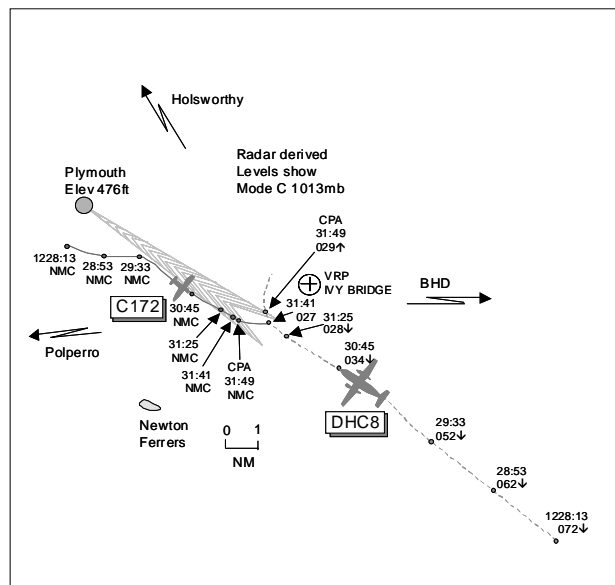 Holsworthy
Plymouth
Elev 476ft
Radar derived
Levels show
Mode C 1013mb
CPA
31:49
029↑
1228:13
NMC
28:53
NMC
29:33
NMC
VRP
IVY BRIDGE
BHD
C172
30:45
NMC
31:41
027
31:25
028↓
Polperro
31:25
NMC
31:41
NMC
CPA
31:49
NMC
30:45
034↓
Newton
Ferrers
0 1
NM
DHC8
29:33
052↓
28:53
062↓
1228:13
072↓